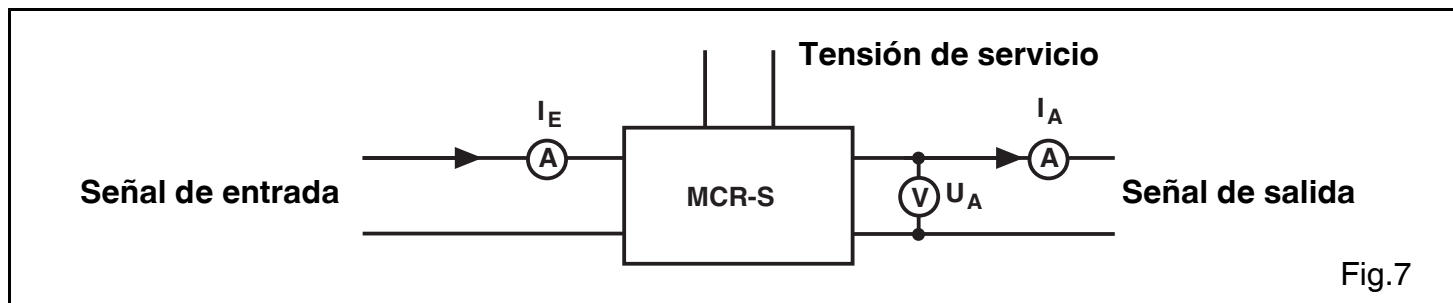 Tensión de servicio
I_E
I_A
A
A
Señal de entrada
MCR-S
V
U_A
Señal de salida
Fig.7